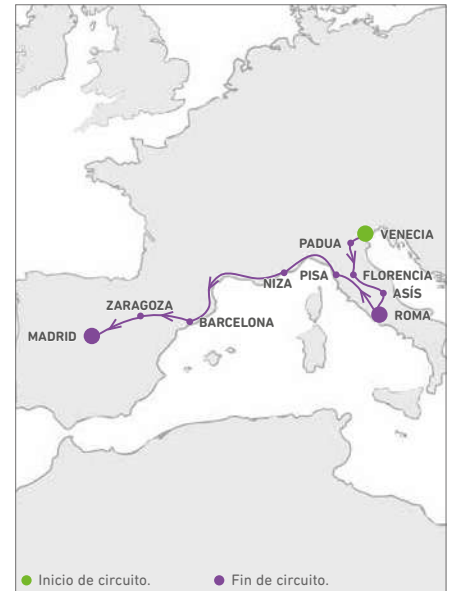 VENECIA
PADUA
NIZA
PISA
FLORENCIA
ASÍS
ROMA
ZARAGOZA
BARCELONA
MADRID
Inicio de circuito.
Fin de circuito.